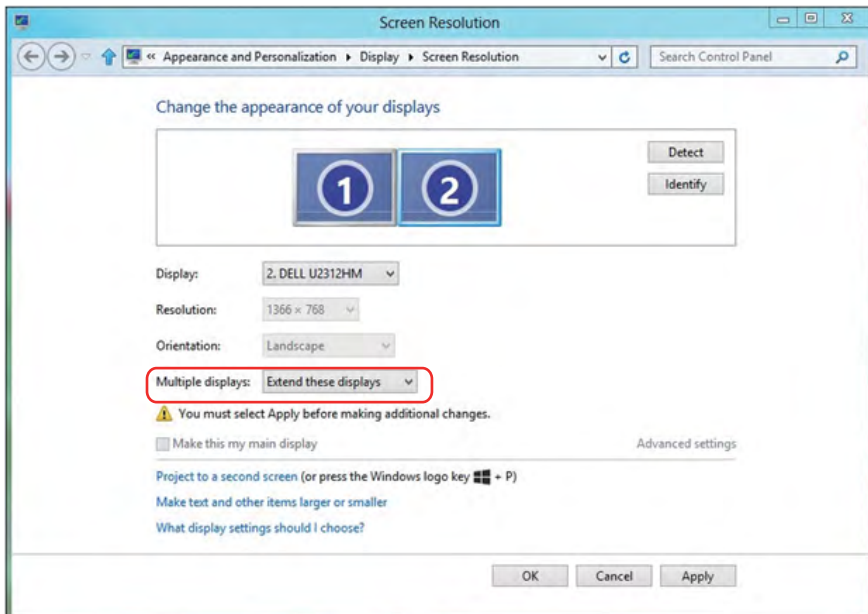 Screen Resolution
« Appearance and Personalization ▸ Display ▸ Screen Resolution
Search Control Panel
Change the appearance of your displays
1 2
Detect
Identify
Display: 2. DELL U2312HM
Resolution: 1366 × 768
Orientation: Landscape
Multiple displays: Extend these displays
You must select Apply before making additional changes.
Make this my main display Advanced settings
Project to a second screen (or press the Windows logo key + P)
Make text and other items larger or smaller
What display settings should I choose?
OK Cancel Apply